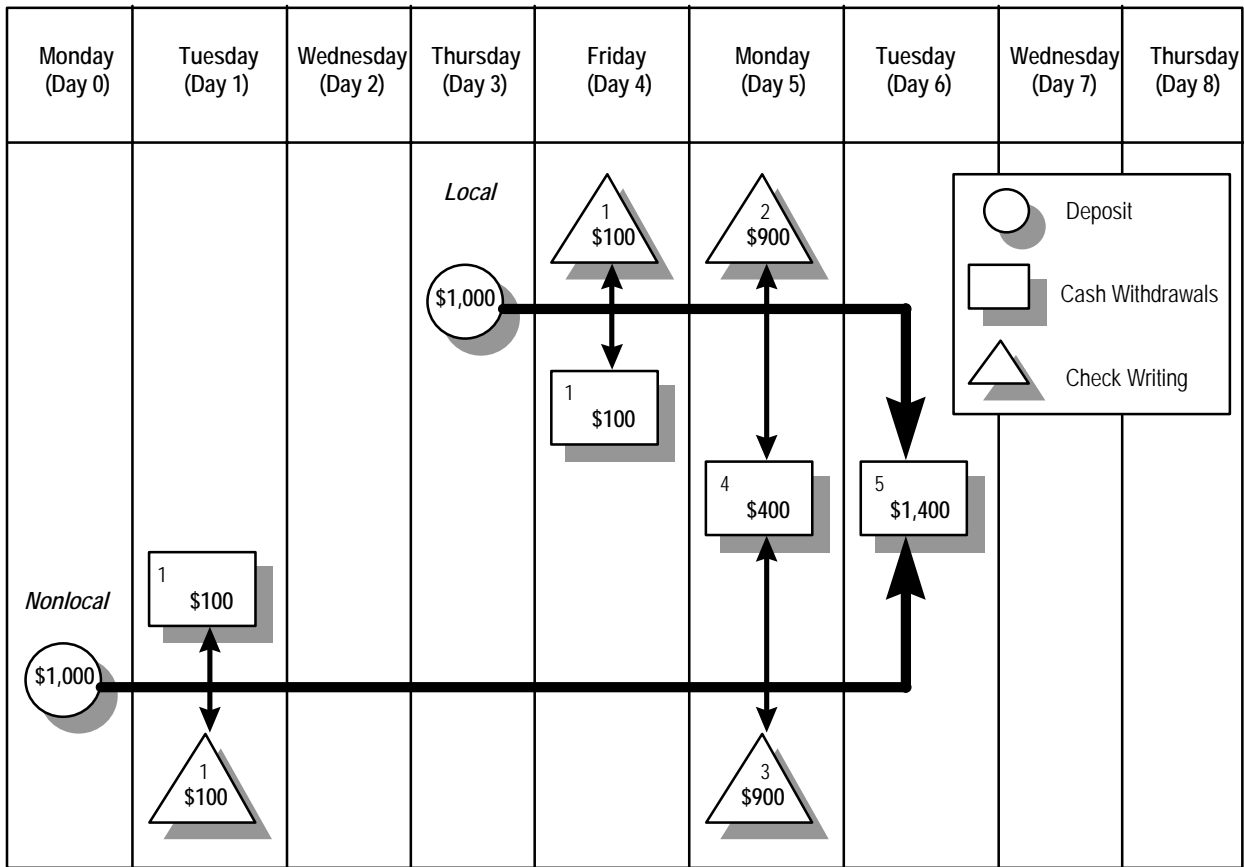 Monday
(Day 0)
Tuesday
(Day 1)
Wednesday
(Day 2)
Thursday
(Day 3)
Friday
(Day 4)
Monday
(Day 5)
Tuesday
(Day 6)
Wednesday
(Day 7)
Thursday
(Day 8)
Local
1
$100
2
$900
Deposit
$1,000
Cash Withdrawals
Check Writing
1
$100
4
$400
5
$1,400
1
$100
Nonlocal
$1,000
1
$100
3
$900